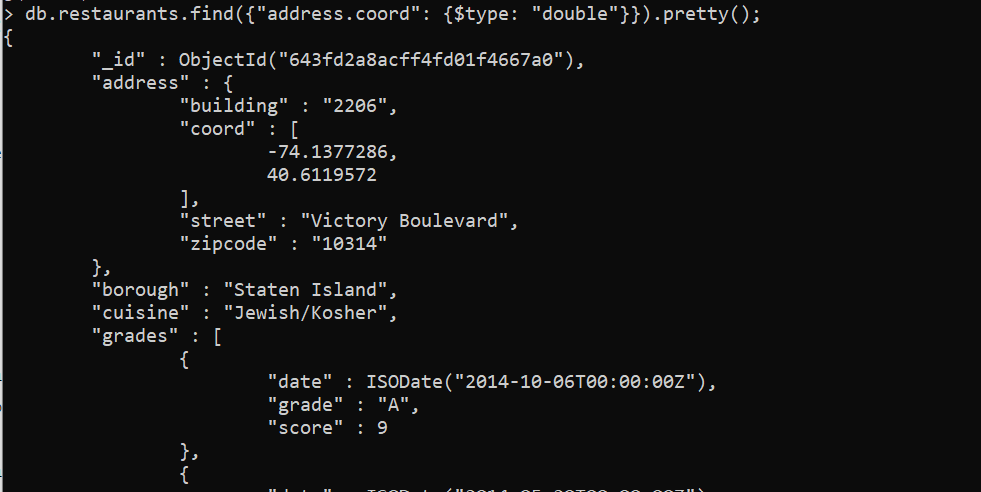 > db.restaurants.find({"address.coord": {$type: "double"}}).pretty();
{
"_id" : ObjectId("643fd2a8acff4fd01f4667a0"),
"address" : {
"building" : "2206",
"coord" : [
-74.1377286,
40.6119572
],
"street" : "Victory Boulevard",
"zipcode" : "10314"
},
"borough" : "Staten Island",
"cuisine" : "Jewish/Kosher",
"grades" : [
{
"date" : ISODate("2014-10-06T00:00:00Z"),
"grade" : "A",
"score" : 9
},
{